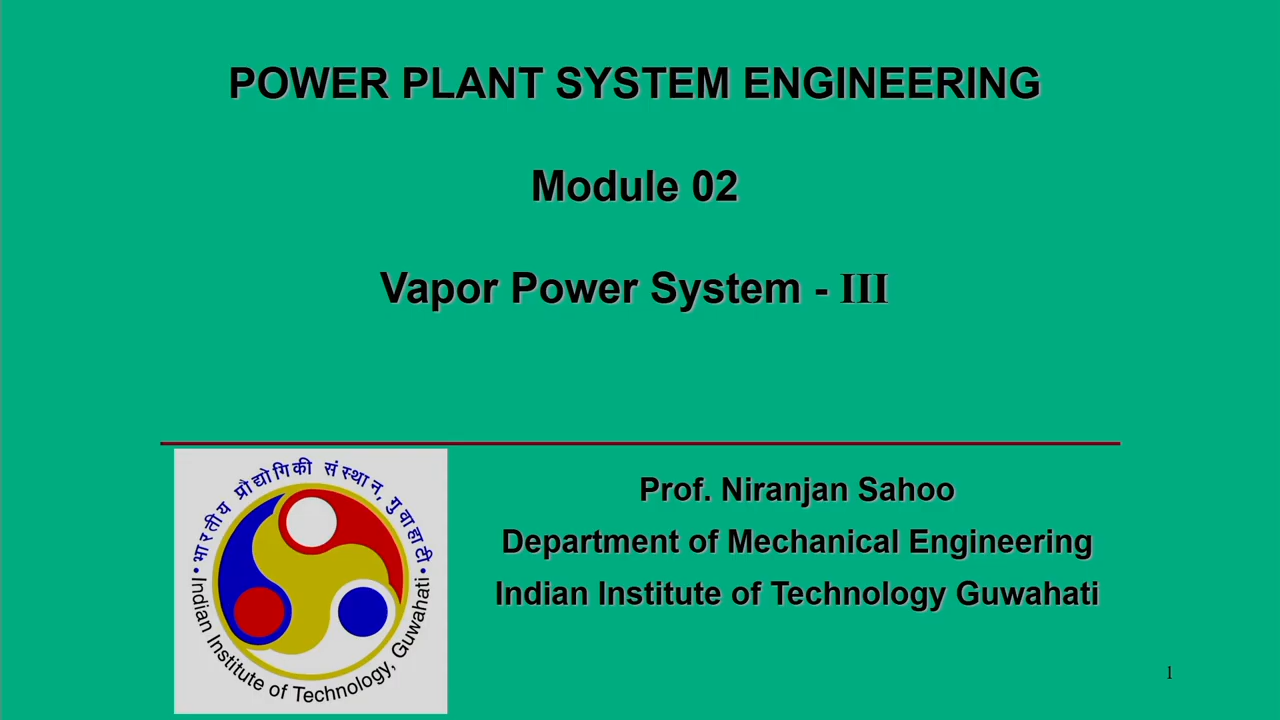 POWER PLANT SYSTEM ENGINEERING
Module 02
Vapor Power System - III
भारतीय प्रौद्योगिकी संस्थान, गुवाहाटी
Indian Institute of Technology, Guwahati
Prof. Niranjan Sahoo
Department of Mechanical Engineering
Indian Institute of Technology Guwahati
1